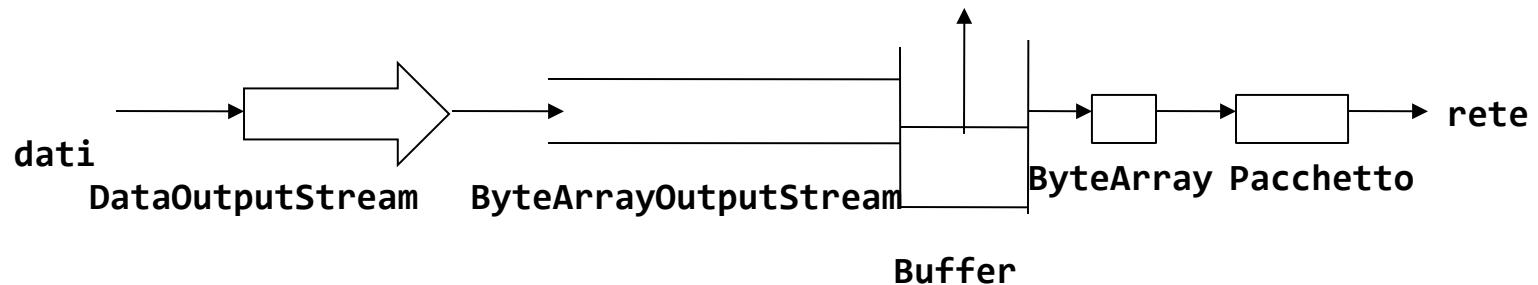 dati
DataOutputStream
ByteArrayOutputStream
Buffer
ByteArray
Pacchetto
rete